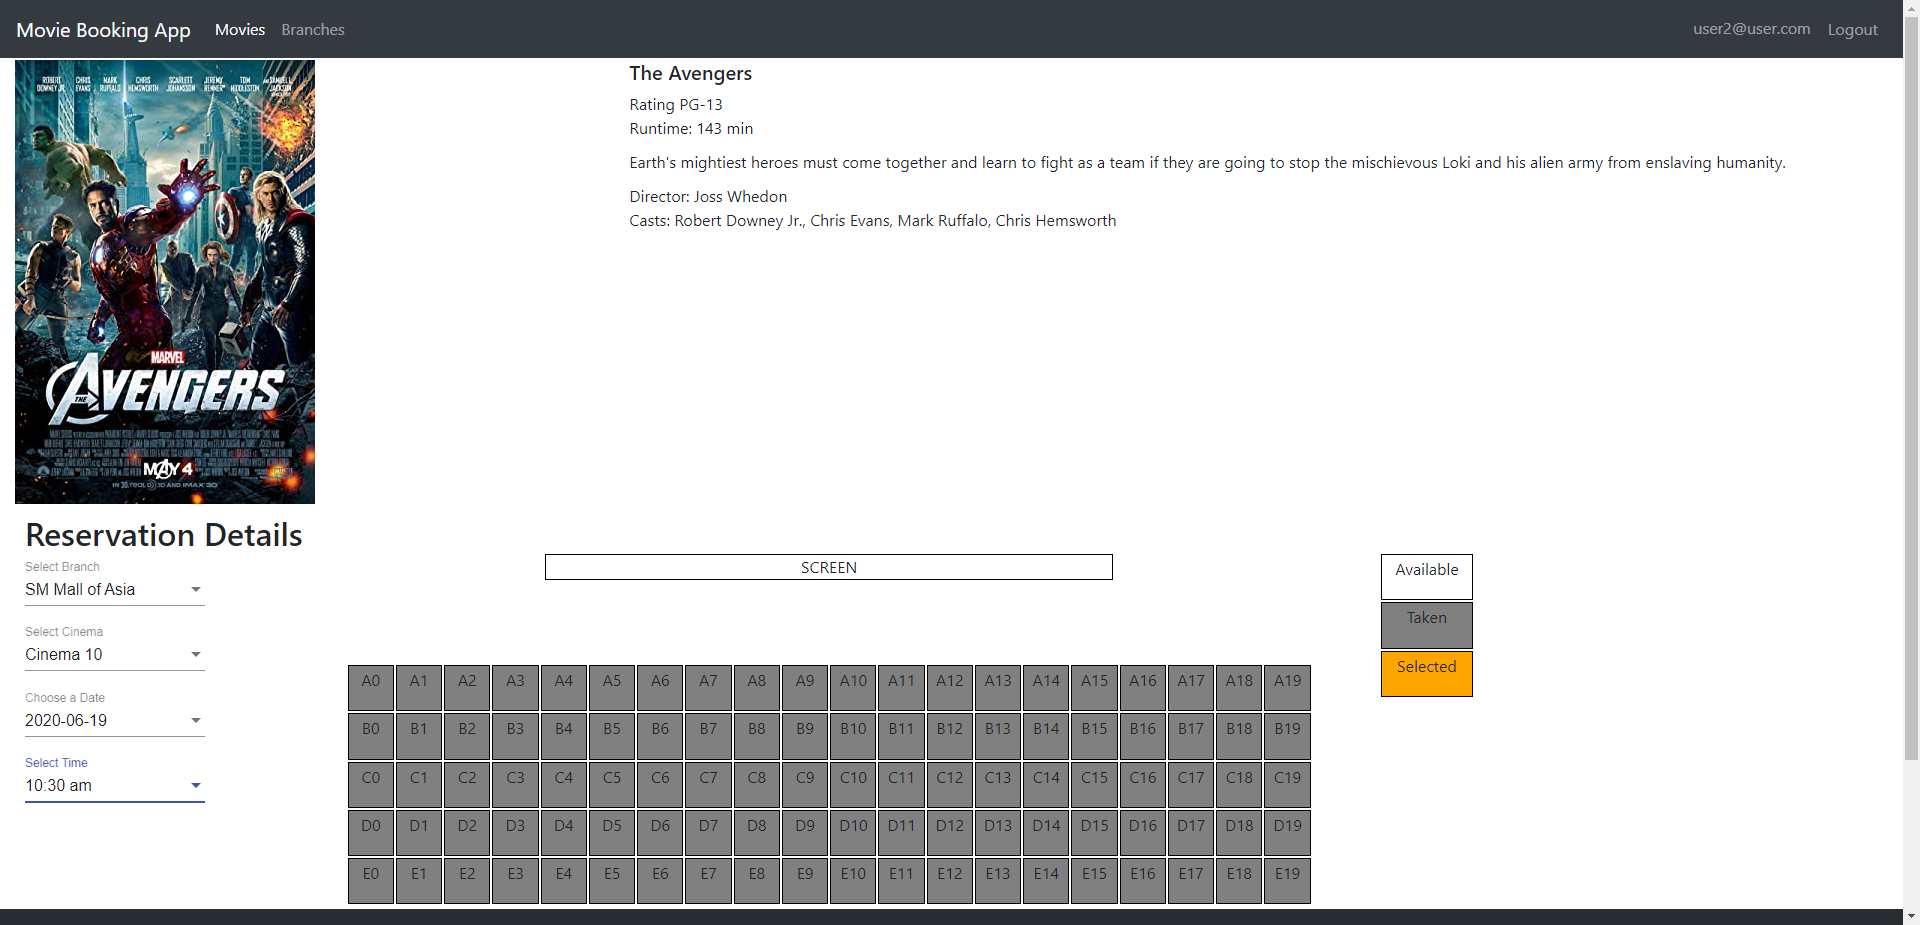 Movie Booking App Movies Branches user2@user.com Logout
ROBERT DOWNEY JR. CHRIS EVANS MARK RUFFALO CHRIS HEMSWORTH SCARLETT JOHANSSON JEREMY RENNER TOM HIDDLESTON AND SAMUEL L. JACKSON
MARVEL
THE AVENGERS
MAY 4
IN REAL D 3D AND IMAX 3D
The Avengers
Rating PG-13
Runtime: 143 min
Earth's mightiest heroes must come together and learn to fight as a team if they are going to stop the mischievous Loki and his alien army from enslaving humanity.
Director: Joss Whedon
Casts: Robert Downey Jr., Chris Evans, Mark Ruffalo, Chris Hemsworth
Reservation Details
Select Branch
SM Mall of Asia
Select Cinema
Cinema 10
Choose a Date
2020-06-19
Select Time
10:30 am
SCREEN
A0 A1 A2 A3 A4 A5 A6 A7 A8 A9 A10 A11 A12 A13 A14 A15 A16 A17 A18 A19
B0 B1 B2 B3 B4 B5 B6 B7 B8 B9 B10 B11 B12 B13 B14 B15 B16 B17 B18 B19
C0 C1 C2 C3 C4 C5 C6 C7 C8 C9 C10 C11 C12 C13 C14 C15 C16 C17 C18 C19
D0 D1 D2 D3 D4 D5 D6 D7 D8 D9 D10 D11 D12 D13 D14 D15 D16 D17 D18 D19
E0 E1 E2 E3 E4 E5 E6 E7 E8 E9 E10 E11 E12 E13 E14 E15 E16 E17 E18 E19
Available
Taken
Selected